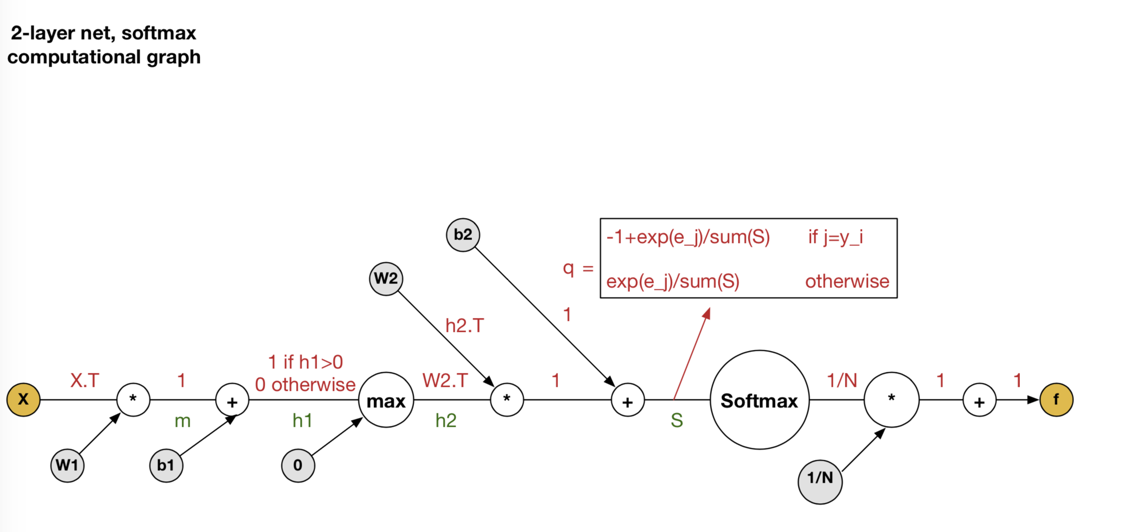 2-layer net, softmax
computational graph
b2
-1+exp(e_j)/sum(S) if j=y_i
q =
exp(e_j)/sum(S) otherwise
W2
1
h2.T
1 if h1>0
0 otherwise
X.T
1
W2.T
1
1/N
1
1
X
*
+
max
*
+
Softmax
*
+
f
m
h1
h2
S
W1
b1
0
1/N